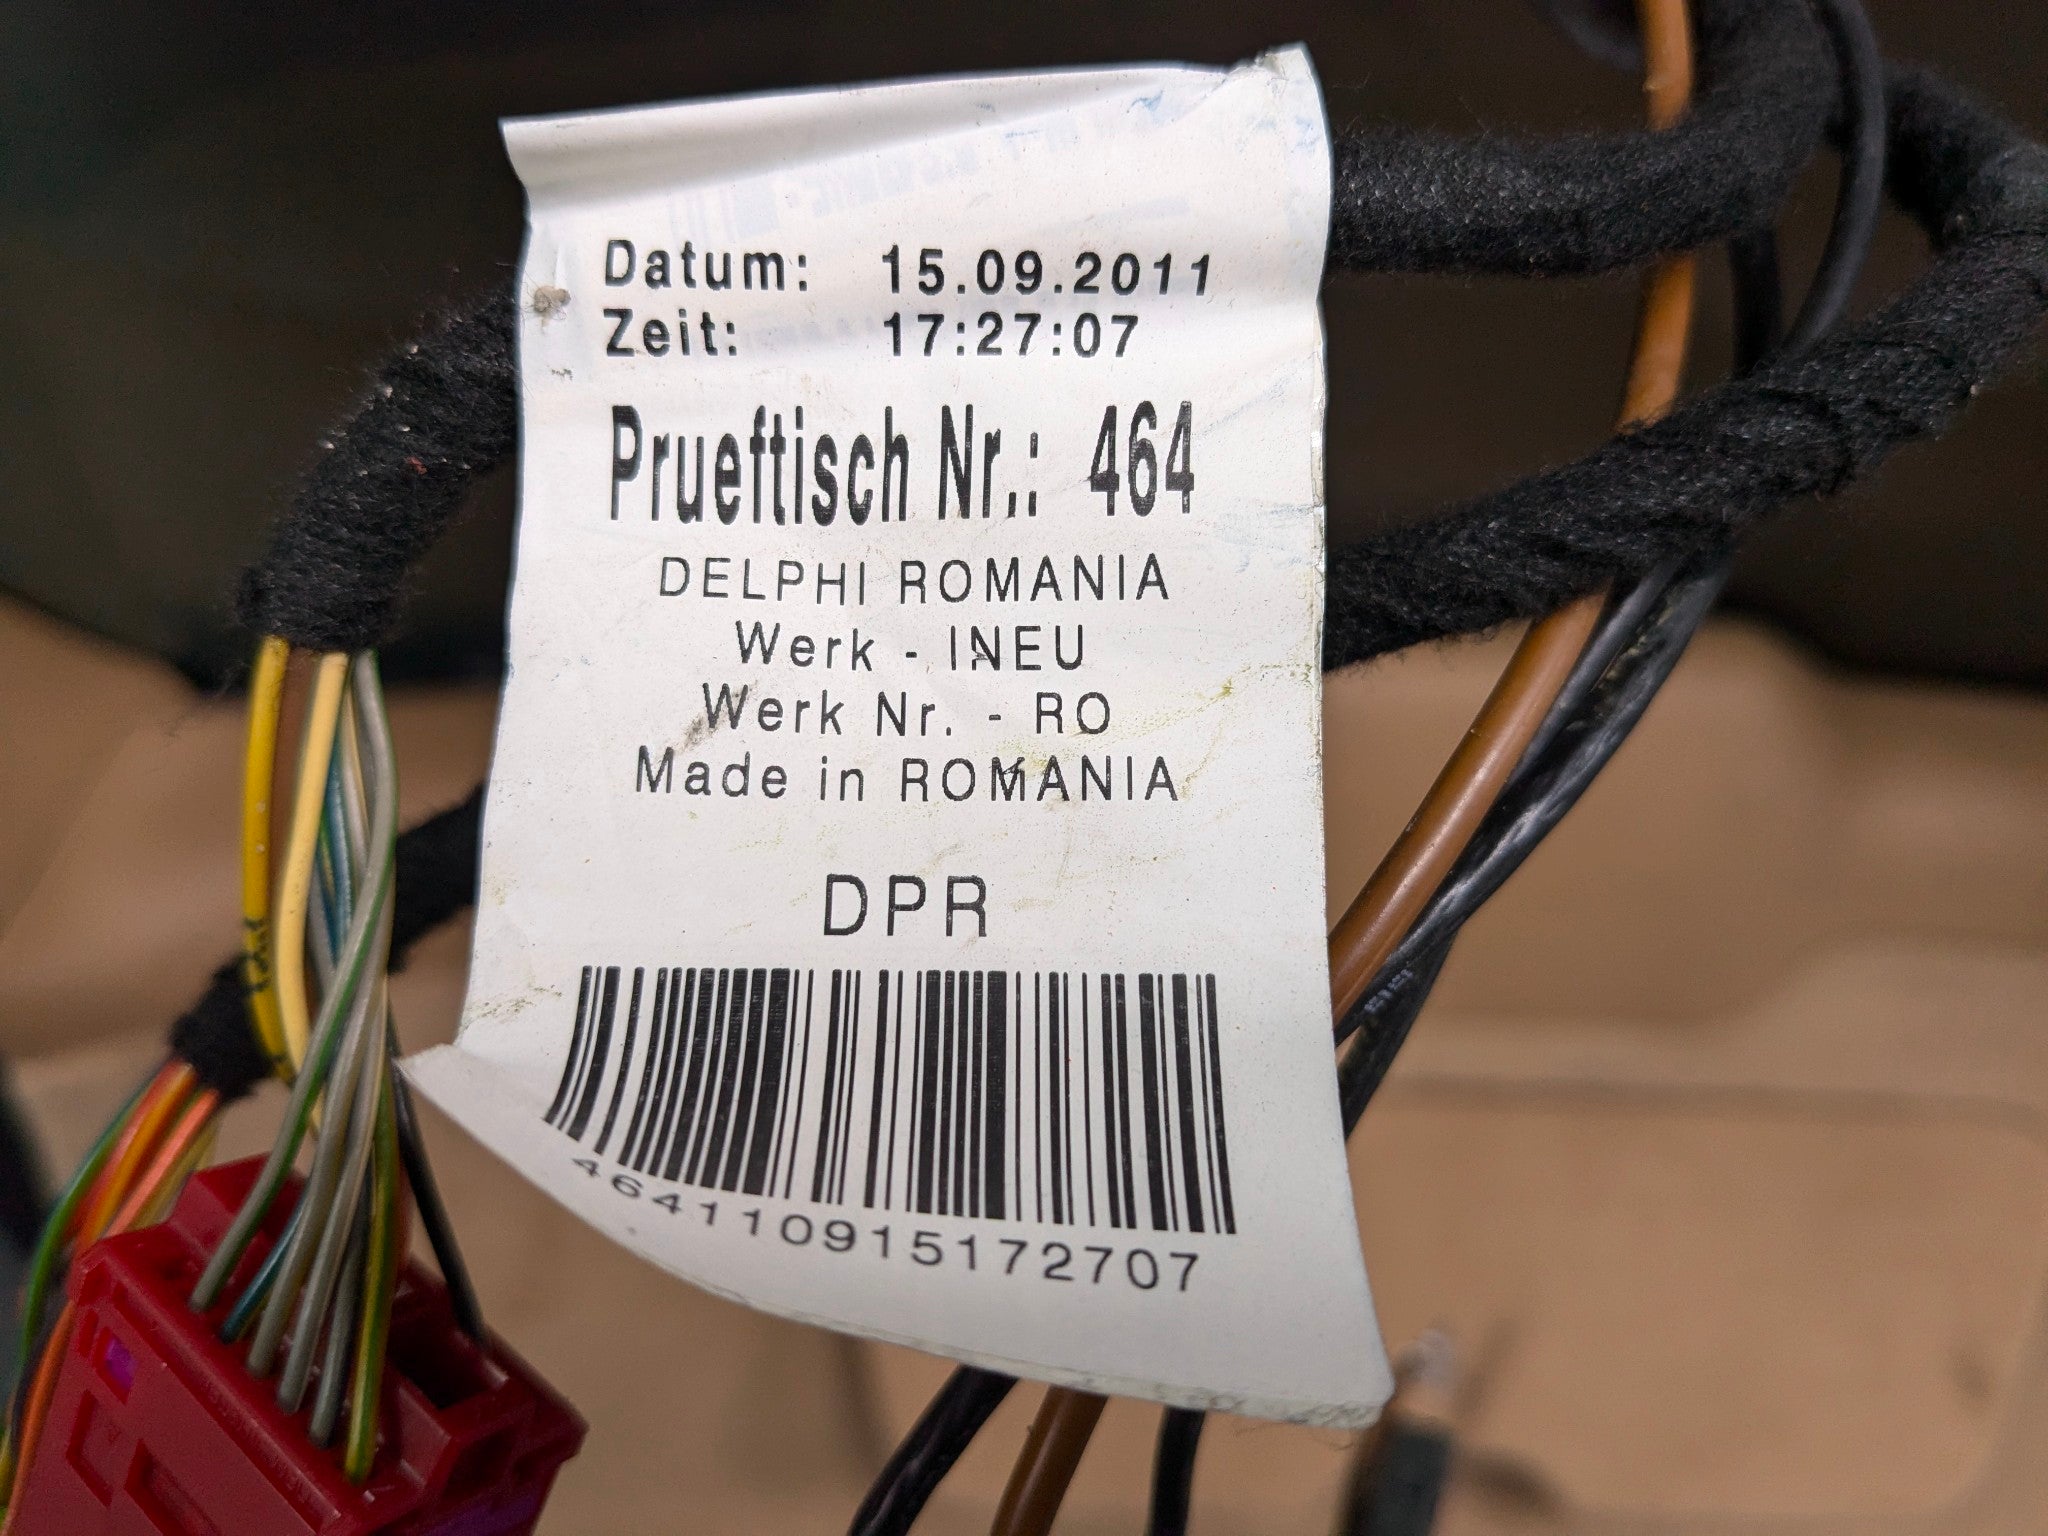 Datum: 15.09.2011
Zeit: 17:27:07
Prueftisch Nr.: 464
DELPHI ROMANIA
Werk - INEU
Werk Nr. - RO
Made in ROMANIA
DPR
464110915172707